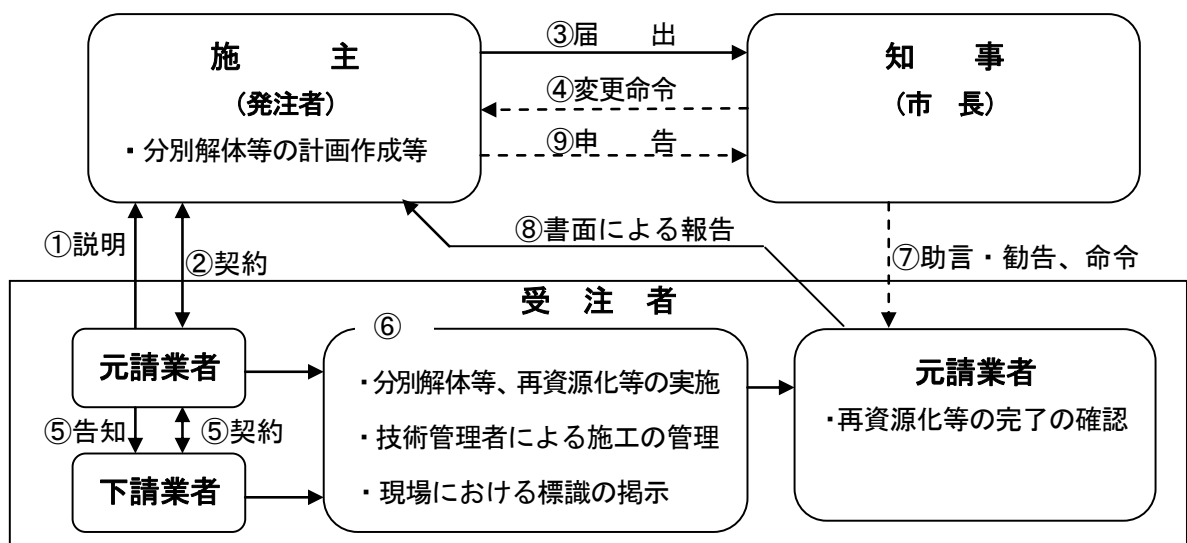 施　主
(発注者)
・分別解体等の計画作成等
③届　出
④変更命令
⑨申　告
知　事
(市　長)
①説明
②契約
⑧書面による報告
⑦助言・勧告、命令
受　注　者
元請業者
⑤告知
⑤契約
下請業者
⑥
・分別解体等、再資源化等の実施
・技術管理者による施工の管理
・現場における標識の掲示
元請業者
・再資源化等の完了の確認